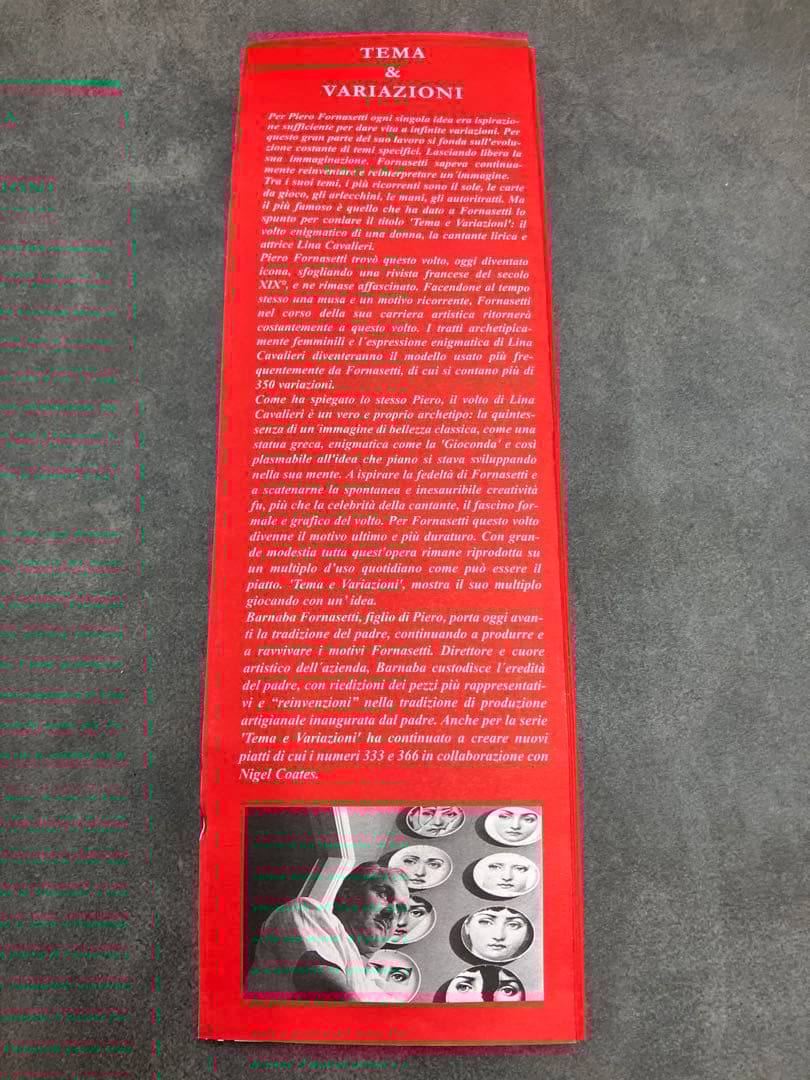 TEMA
&
VARIAZIONI
Per Piero Fornasetti ogni singola idea era ispirazio-
ne sufficiente per dare vita a infinite variazioni. Per
questo gran parte del suo lavoro si fonda sull'evolu-
zione costante di temi specifici. Lasciando libera la
sua immaginazione, Fornasetti sapeva continua-
mente reinventare e reinterpretare un'immagine.
Tra i suoi temi, i più ricorrenti sono il sole, le carte
da gioco, gli arlecchini, le mani, gli autoritratti. Ma
il più famoso è quello che ha dato a Fornasetti lo
spunto per coniare il titolo 'Tema e Variazioni': il
volto enigmatico di una donna, la cantante lirica e
attrice Lina Cavalieri.
Piero Fornasetti trovò questo volto, oggi diventato
icona, sfogliando una rivista francese del secolo
XIX°, e ne rimase affascinato. Facendone al tempo
stesso una musa e un motivo ricorrente, Fornasetti
nel corso della sua carriera artistica ritornerà
costantemente a questo volto. I tratti archetipica-
mente femminili e l'espressione enigmatica di Lina
Cavalieri diventeranno il modello usato più fre-
quentemente da Fornasetti, di cui si contano più di
350 variazioni.
Come ha spiegato lo stesso Piero, il volto di Lina
Cavalieri è un vero e proprio archetipo: la quintes-
senza di un'immagine di bellezza classica, come una
statua greca, enigmatica come la 'Gioconda' e così
plasmabile all'idea che piano si stava sviluppando
nella sua mente. A ispirare la fedeltà di Fornasetti e
a scatenarne la spontanea e inesauribile creatività
fu, più che la celebrità della cantante, il fascino for-
male e grafico del volto. Per Fornasetti questo volto
divenne il motivo ultimo e più duraturo. Con gran-
de modestia tutta quest'opera rimane riprodotta su
un multiplo d'uso quotidiano come può essere il
piatto. 'Tema e Variazioni', mostra il suo multiplo
giocando con un' idea.
Barnaba Fornasetti, figlio di Piero, porta oggi avan-
ti la tradizione del padre, continuando a produrre e
a ravvivare i motivi Fornasetti. Direttore e cuore
artistico dell'azienda, Barnaba custodisce l'eredità
del padre, con riedizioni dei pezzi più rappresentati-
vi e “reinvenzioni” nella tradizione di produzione
artigianale inaugurata dal padre. Anche per la serie
'Tema e Variazioni' ha continuato a creare nuovi
piatti di cui i numeri 333 e 366 in collaborazione con
Nigel Coates.